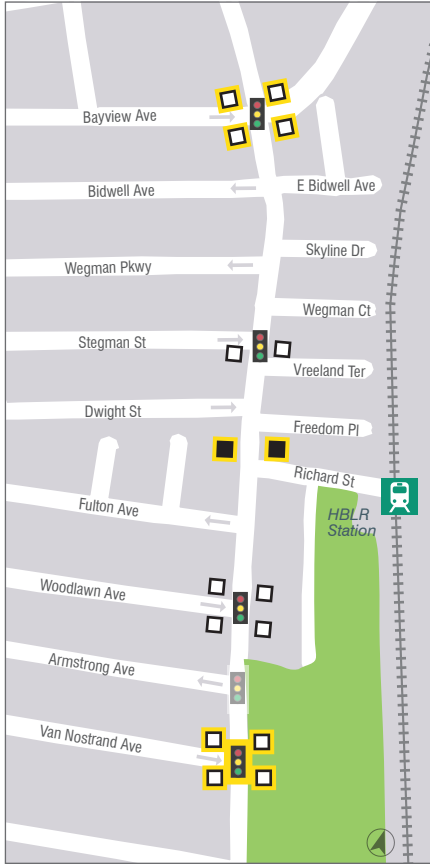 Bayview Ave
Bidwell Ave
E Bidwell Ave
Skyline Dr
Wegman Pkwy
Wegman Ct
Stegman St
Vreeland Ter
Dwight St
Freedom Pl
Richard St
HBLR
Station
Fulton Ave
Woodlawn Ave
Armstrong Ave
Van Nostrand Ave